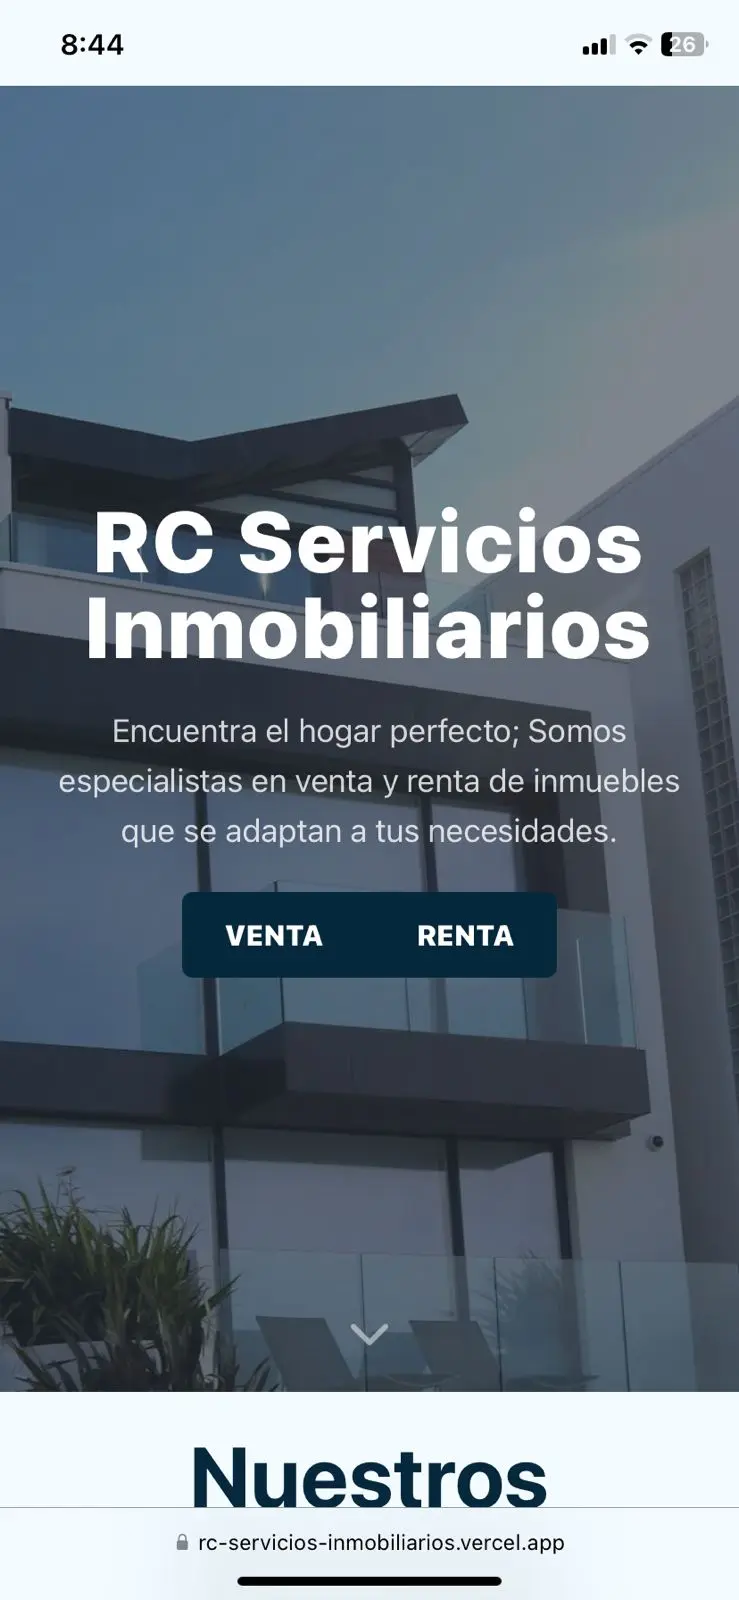 8:44
26
RC Servicios
Inmobiliarios
Encuentra el hogar perfecto; Somos
especialistas en venta y renta de inmuebles
que se adaptan a tus necesidades.
VENTA RENTA
Nuestros
rc-servicios-inmobiliarios.vercel.app